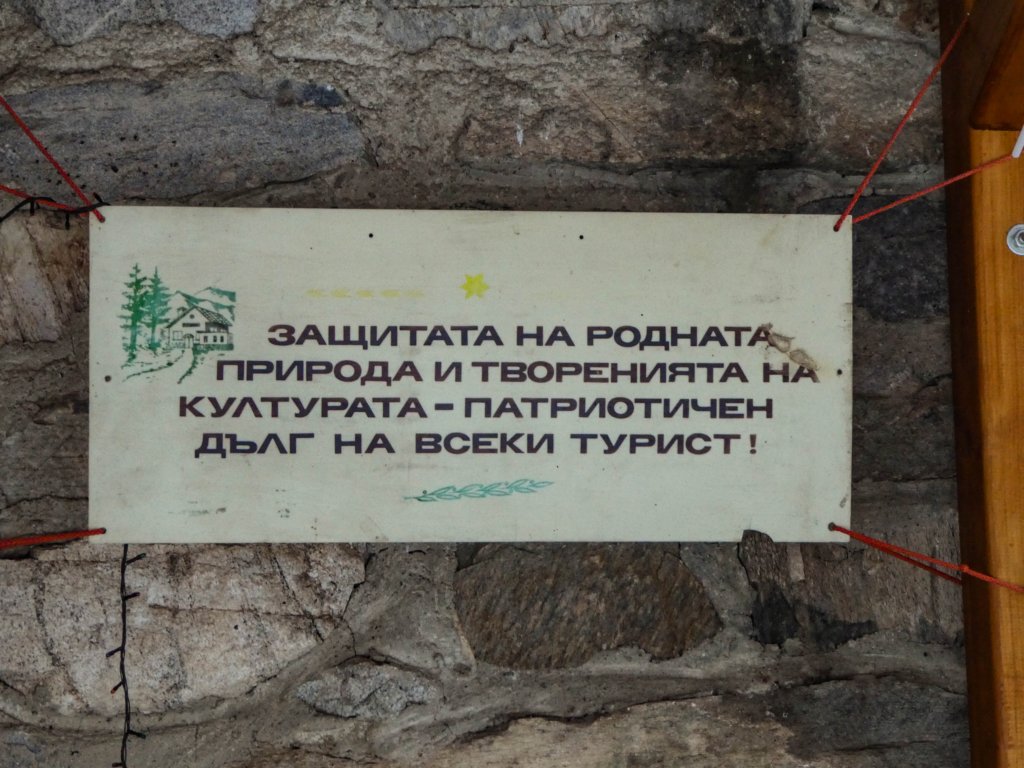 ЗАЩИТАТА НА РОДНАТА
ПРИРОДА И ТВОРЕНИЯТА НА
КУЛТУРАТА - ПАТРИОТИЧЕН
ДЪЛГ НА ВСЕКИ ТУРИСТ!